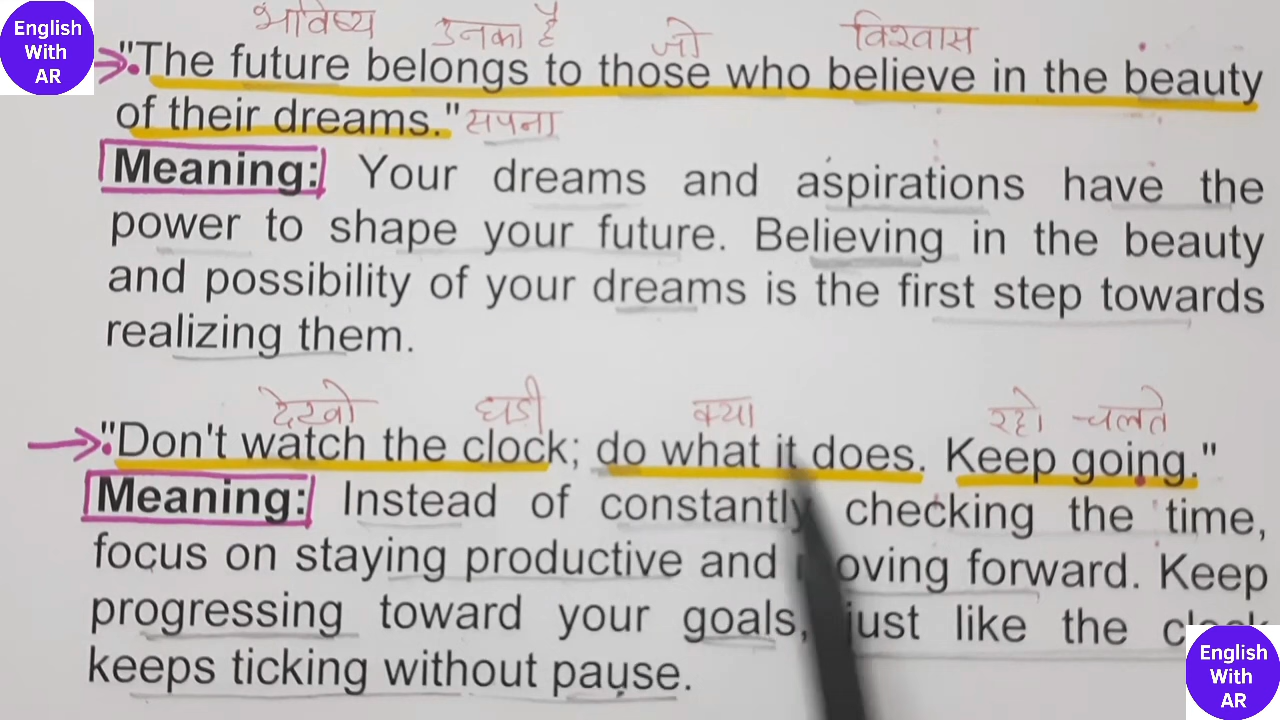 English
With
AR
भविष्य उनका है जो विश्वास
"The future belongs to those who believe in the beauty
of their dreams." सपना
Meaning: Your dreams and aspirations have the
power to shape your future. Believing in the beauty
and possibility of your dreams is the first step towards
realizing them.
देखो घडी क्या रहो चलते
"Don't watch the clock; do what it does. Keep going."
Meaning: Instead of constantly checking the time,
focus on staying productive and moving forward. Keep
progressing toward your goals, just like the clock
keeps ticking without pause.
English
With
AR